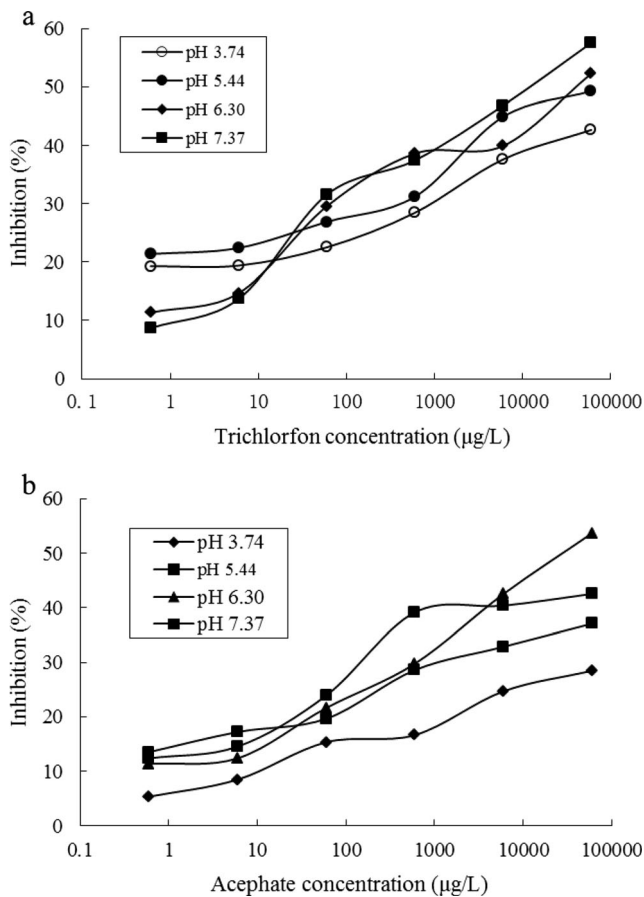 a
60
50
40
30
20
10
0
Inhibition (%)
pH 3.74
pH 5.44
pH 6.30
pH 7.37
0. 1 1 10 100 1000 10000 100000
Trichlorfon concentration (μg/L)
b
60
50
40
30
20
10
0
Inhibition (%)
pH 3.74
pH 5.44
pH 6.30
pH 7.37
0.1 1 10 100 1000 10000 100000
Acephate concentration (μg/L)